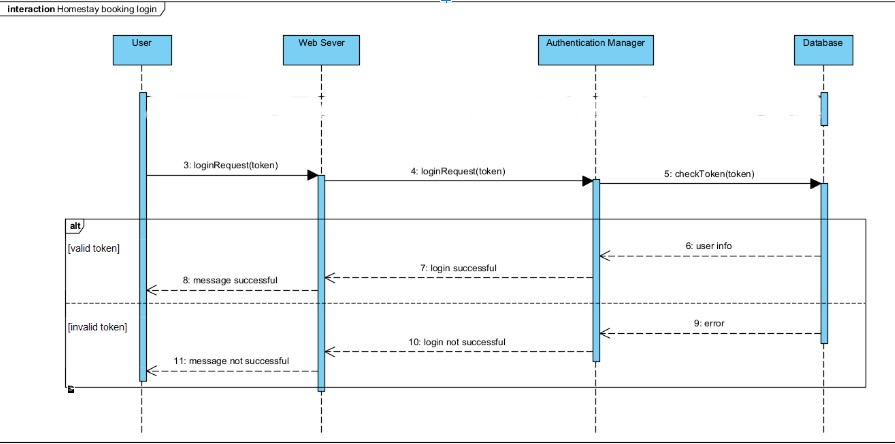 interaction Homestay booking login
User
Web Sever
Authentication Manager
Database
3: loginRequest(token)
4: loginRequest(token)
5: checkToken(token)
alt
[valid token]
6: user info
7: login successful
8: message successful
[invalid token]
9: error
10: login not successful
11: message not successful